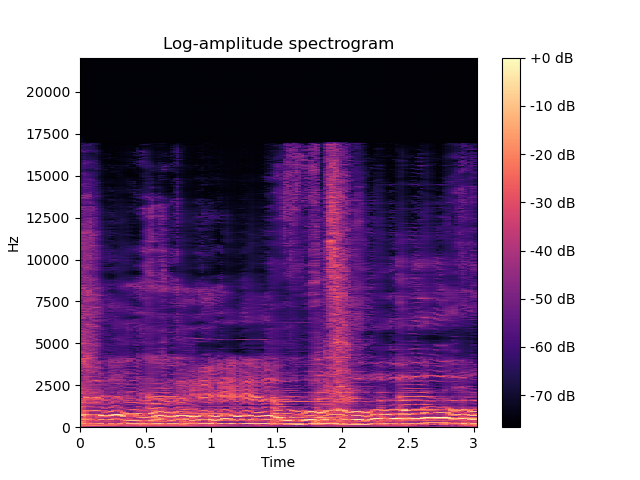 Log-amplitude spectrogram
Hz
20000
17500
15000
12500
10000
7500
5000
2500
0
0 0.5 1 1.5 2 2.5 3
Time
+0 dB
-10 dB
-20 dB
-30 dB
-40 dB
-50 dB
-60 dB
-70 dB